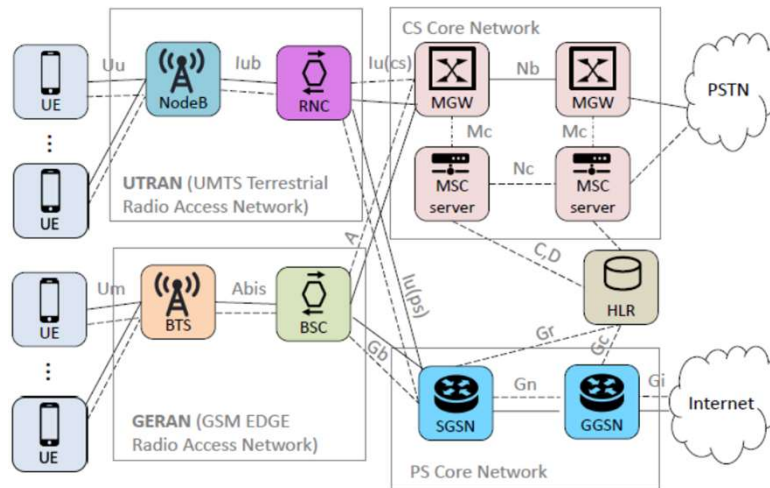 CS Core Network
Uu
Iub
Iu(cs)
Nb
UE
NodeB
RNC
MGW
MGW
PSTN
Mc
Mc
UE
UTRAN (UMTS Terrestrial
Radio Access Network)
MSC
server
Nc
MSC
server
A
C,D
Iu(ps)
Um
Abis
UE
BTS
BSC
HLR
Gb
Gr
Gc
Gn
Gi
UE
GERAN (GSM EDGE
Radio Access Network)
SGSN
GGSN
Internet
PS Core Network